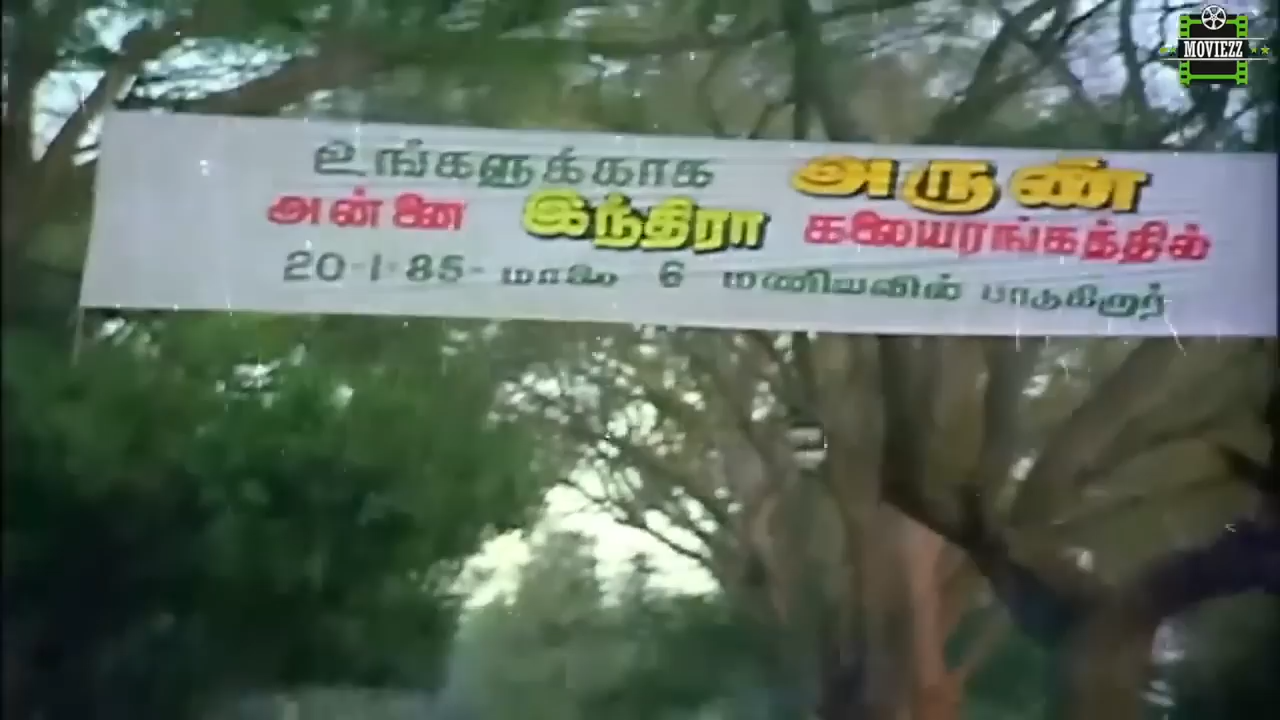 MOVIEZZ
உங்களுக்காக அருண்
அன்னை இந்திரா கலையரங்கத்தில்
20-1-85- மாலை 6 மணியளவில் பாடுகிறார்